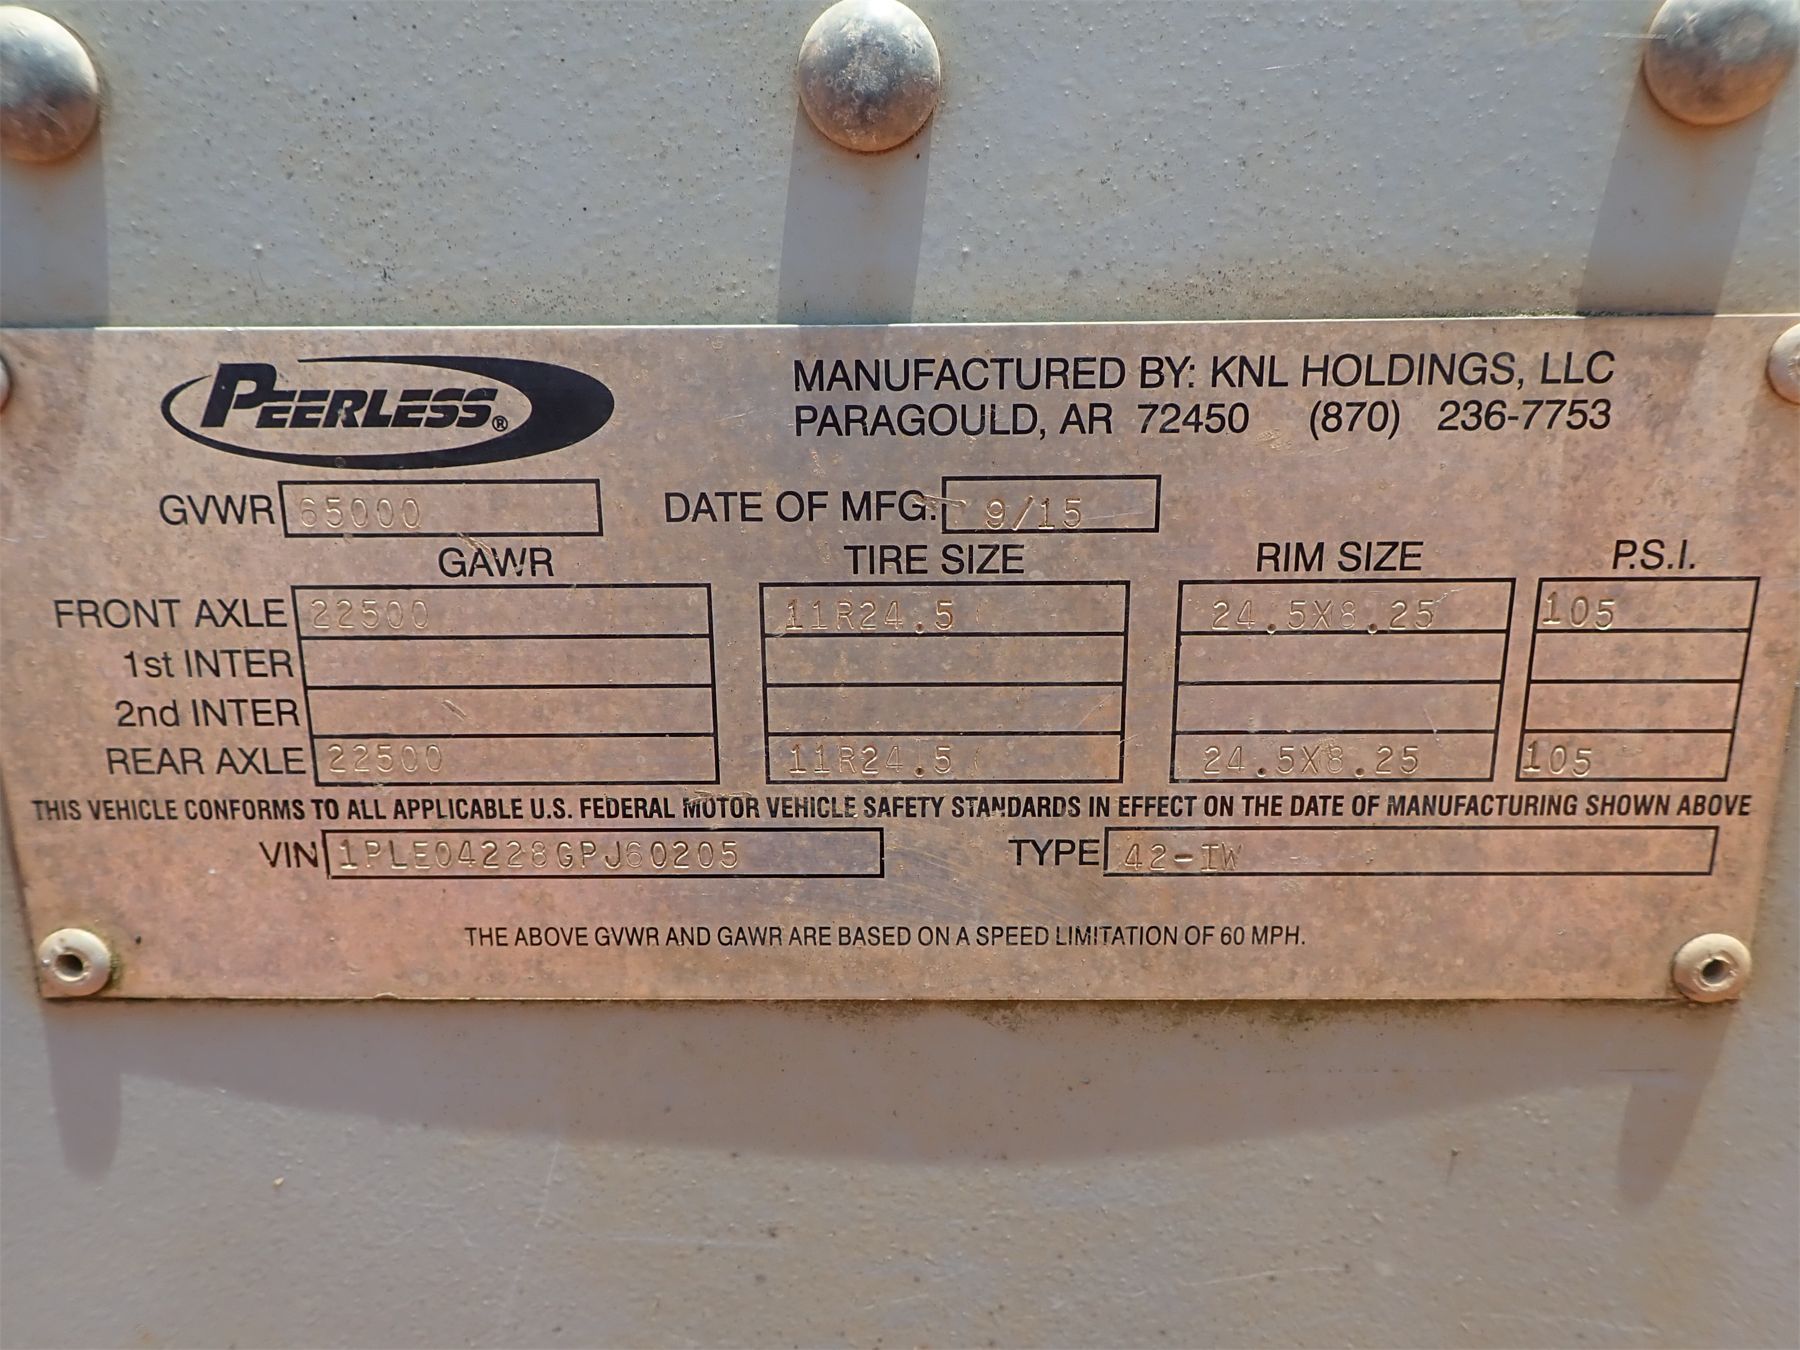 PEERLESS®
MANUFACTURED BY: KNL HOLDINGS, LLC
PARAGOULD, AR 72450 (870) 236-7753
GVWR 65000 DATE OF MFG. 9/15
GAWR TIRE SIZE RIM SIZE P.S.I.
FRONT AXLE 22500 11R24.5 24.5X8.25 105
1st INTER
2nd INTER
REAR AXLE 22500 11R24.5 24.5X8.25 105
THIS VEHICLE CONFORMS TO ALL APPLICABLE U.S. FEDERAL MOTOR VEHICLE SAFETY STANDARDS IN EFFECT ON THE DATE OF MANUFACTURING SHOWN ABOVE
VIN 1PLE04228GPJ60205 TYPE 42-IW
THE ABOVE GVWR AND GAWR ARE BASED ON A SPEED LIMITATION OF 60 MPH.